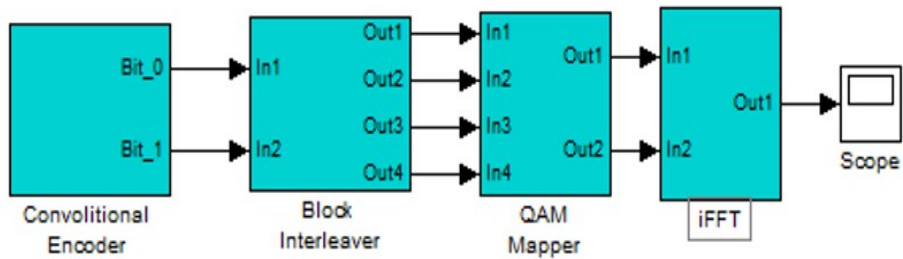 Bit_0
Bit_1
Convolitional
Encoder
In1
In2
Out1
Out2
Out3
Out4
Block
Interleaver
In1
In2
In3
In4
Out1
Out2
QAM
Mapper
In1
In2
Out1
iFFT
Scope